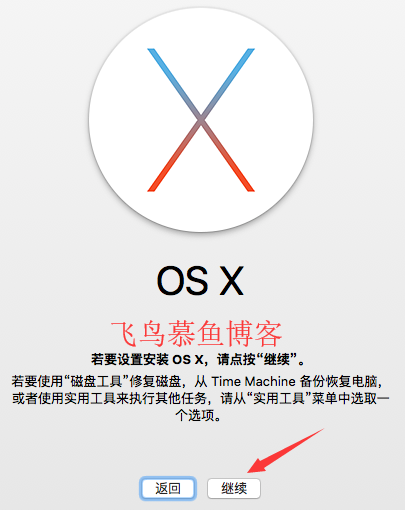 OS X
飞鸟慕鱼博客
若要设置安装 OS X，请点按“继续”。
若要使用“磁盘工具”修复磁盘，从 Time Machine 备份恢复电脑，
或者使用实用工具来执行其他任务，请从“实用工具”菜单中选取一
个选项。
返回
继续